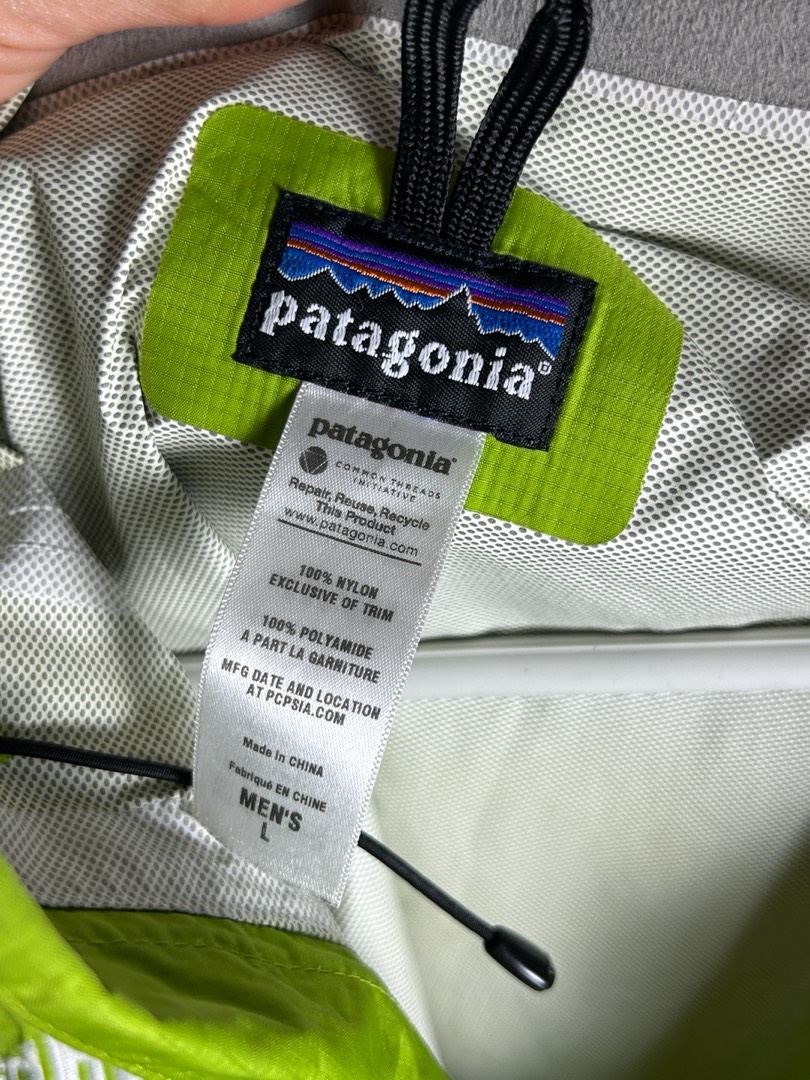 patagonia®
patagonia®
COMMON THREADS
INITIATIVE
Repair, Reuse, Recycle
This Product
www.patagonia.com
100% NYLON
EXCLUSIVE OF TRIM
100% POLYAMIDE
A PART LA GARNITURE
MFG DATE AND LOCATION
AT PCPSIA.COM
Made in CHINA
Fabriqué EN CHINE
MEN'S
L